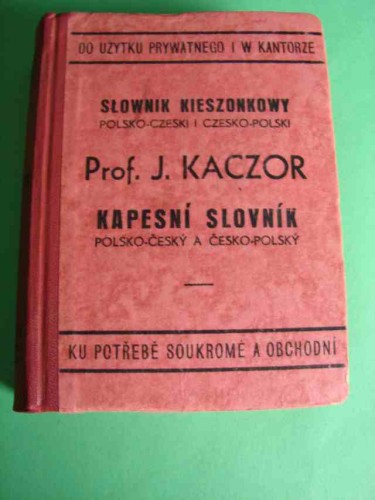 DO UŻYTKU PRYWATNEGO I W KANTORZE
SŁOWNIK KIESZONKOWY
POLSKO-CZESKI I CZESKO-POLSKI
Prof. J. KACZOR
KAPESNÍ SLOVNÍK
POLSKO-ČESKÝ A ČESKO-POLSKÝ
KU POTŘEBĚ SOUKROMÉ A OBCHODNÍ